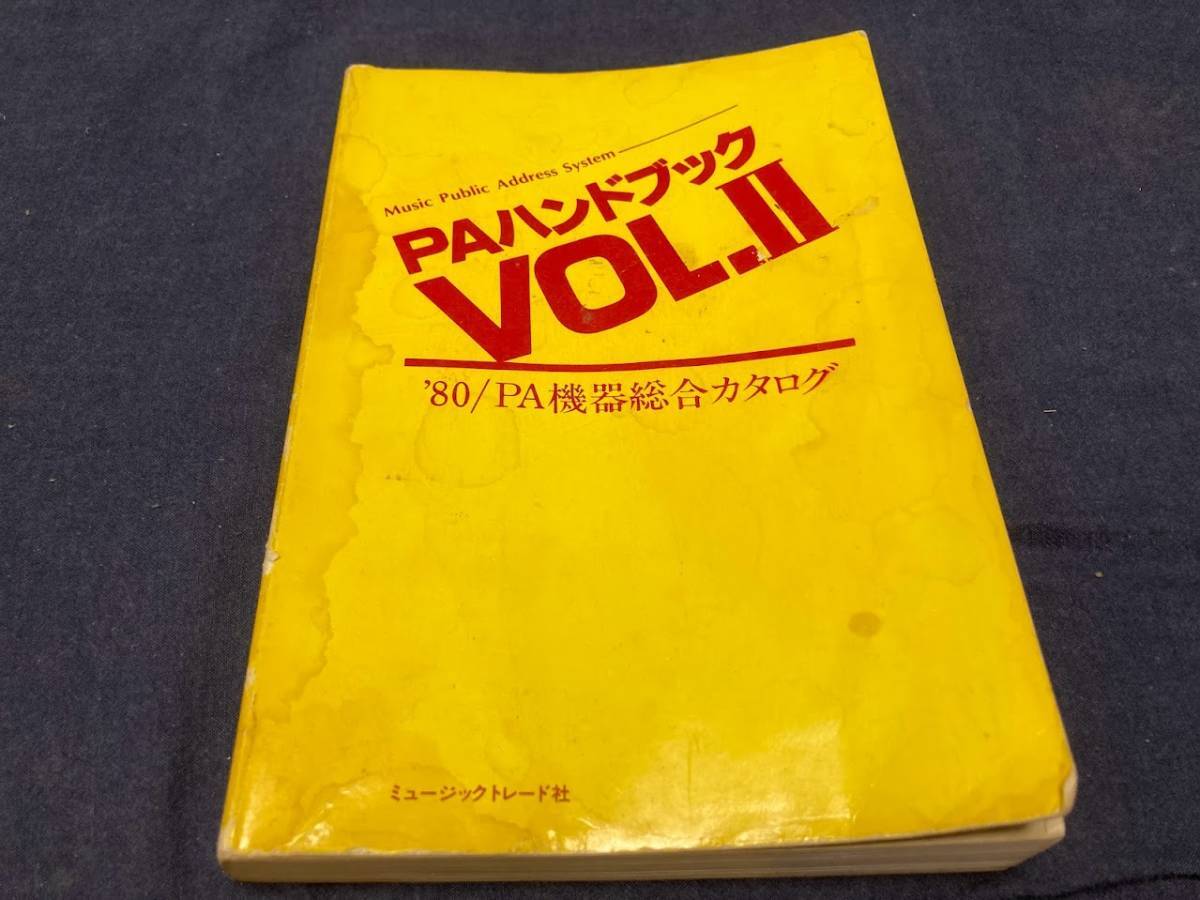 Music Public Address System
PAハンドブック
VOL.II
'80/PA機器総合カタログ
ミュージックトレード社